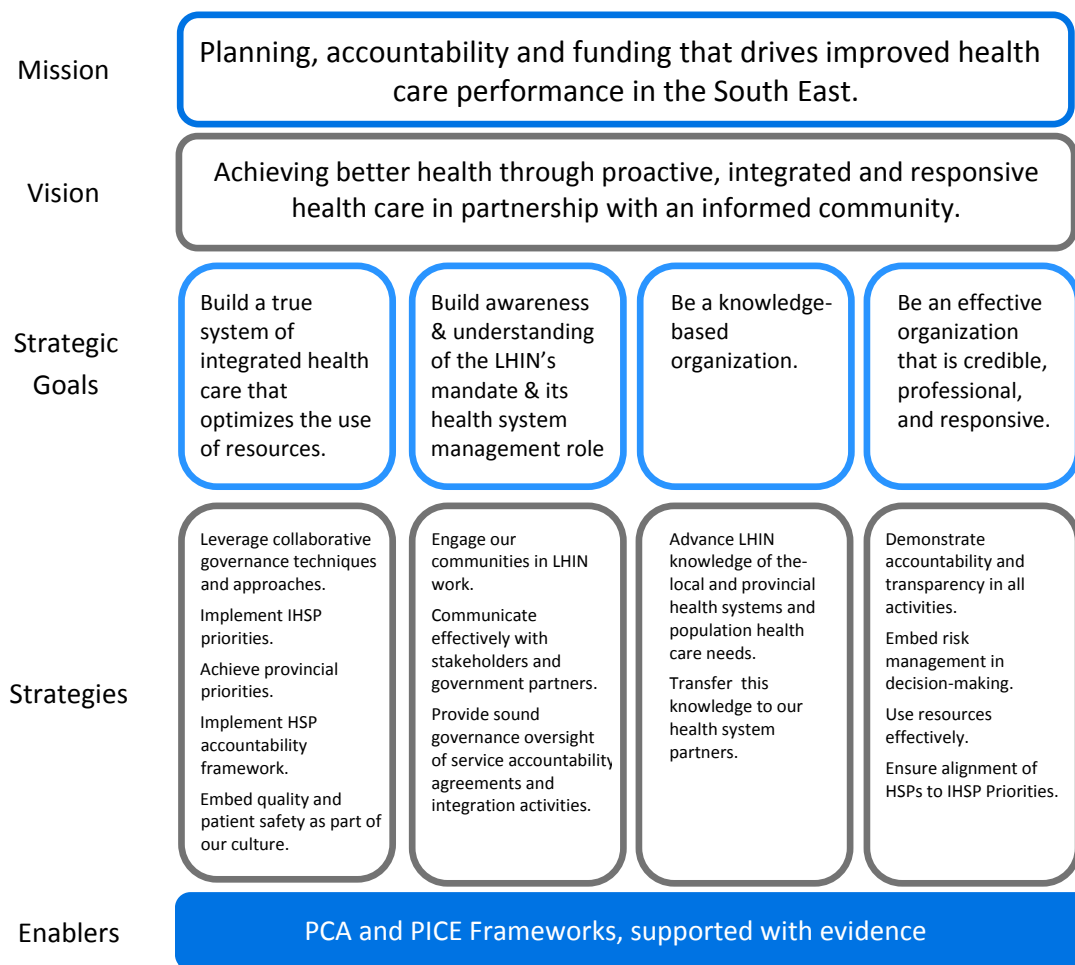 Mission
Planning, accountability and funding that drives improved health
care performance in the South East.
Vision
Achieving better health through proactive, integrated and responsive
health care in partnership with an informed community.
Strategic
Goals
Build a true
system of
integrated health
care that
optimizes the use
of resources.
Build awareness
& understanding
of the LHIN's
mandate & its
health system
management role
Be a knowledge-
based
organization.
Be an effective
organization
that is credible,
professional,
and responsive.
Strategies
Leverage collaborative
governance techniques
and approaches.
Implement IHSP
priorities.
Achieve provincial
priorities.
Implement HSP
accountability
framework.
Embed quality and
patient safety as part of
our culture.
Engage our
communities in LHIN
work.
Communicate
effectively with
stakeholders and
government partners.
Provide sound
governance oversight
of service accountability
agreements and
integration activities.
Advance LHIN
knowledge of the-
local and provincial
health systems and
population health
care needs.
Transfer this
knowledge to our
health system
partners.
Demonstrate
accountability and
transparency in all
activities.
Embed risk
management in
decision-making.
Use resources
effectively.
Ensure alignment of
HSPs to IHSP Priorities.
Enablers
PCA and PICE Frameworks, supported with evidence